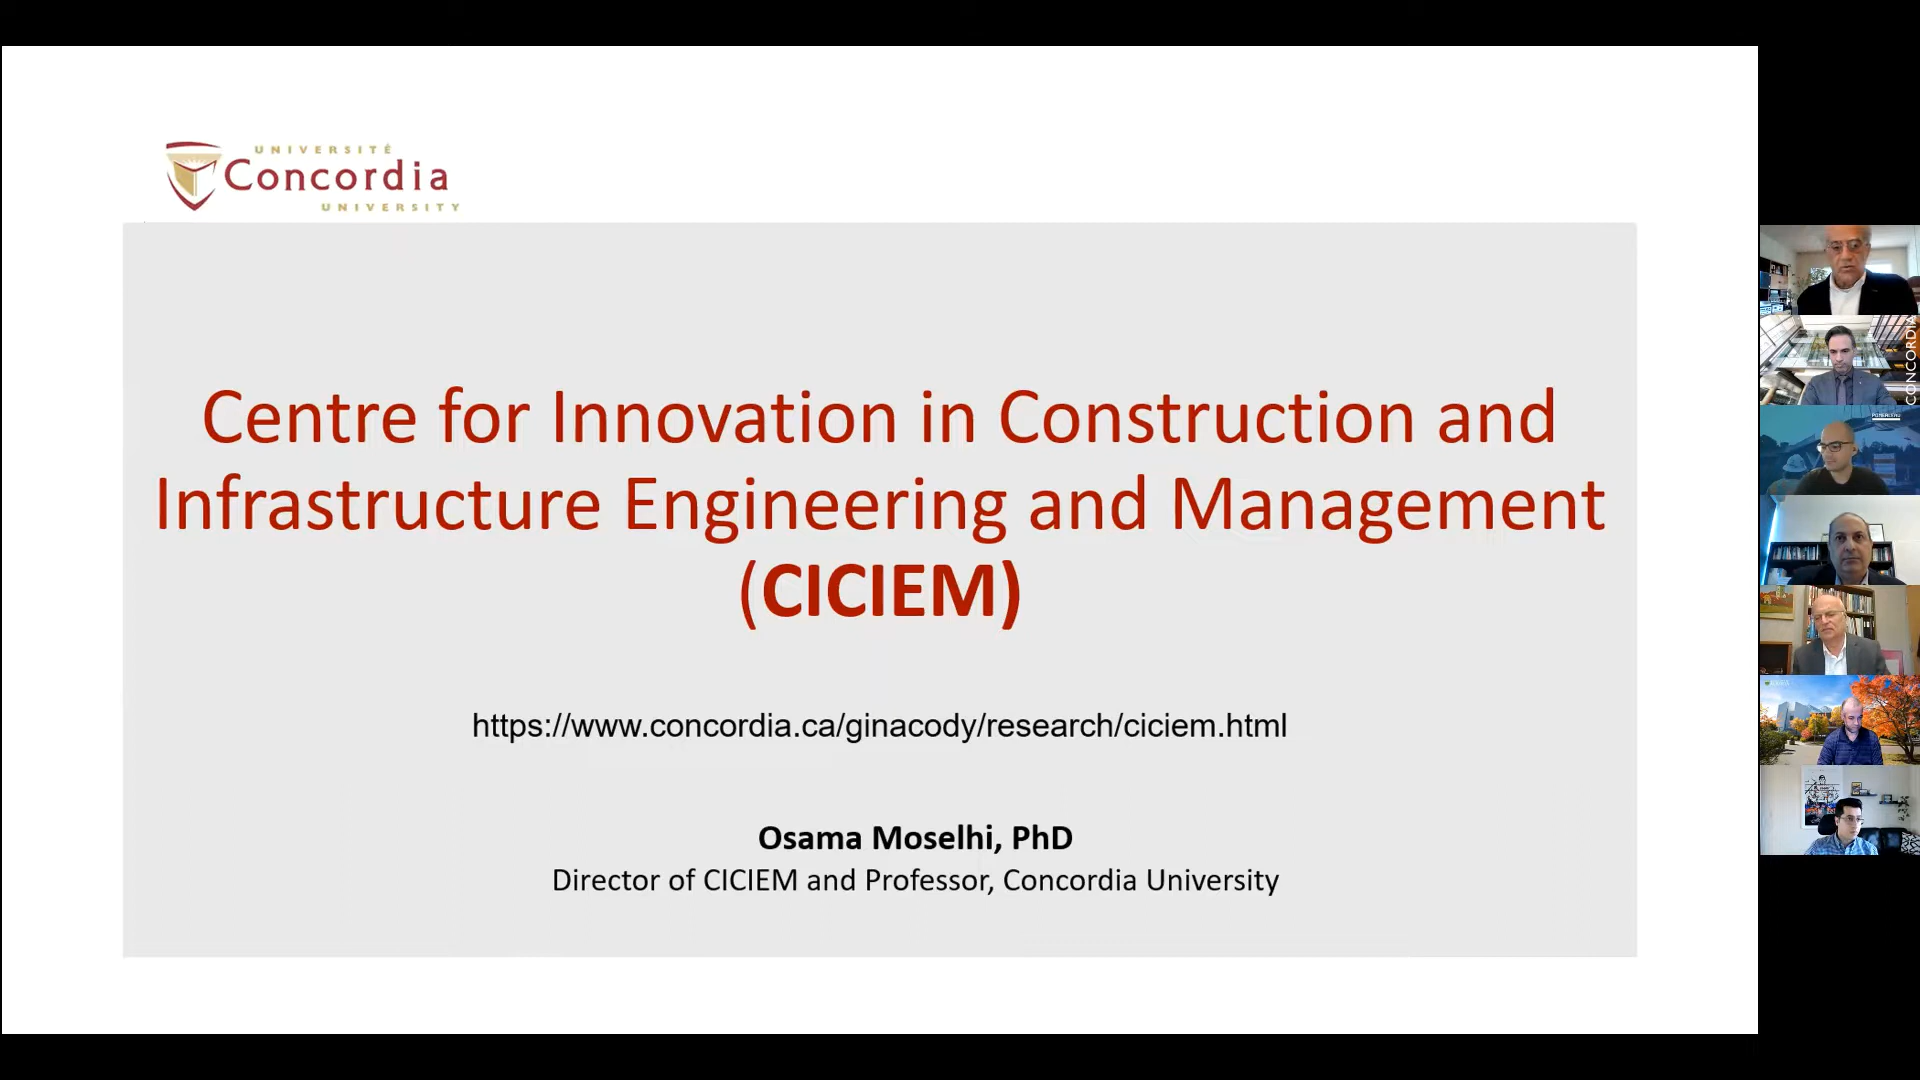 UNIVERSITÉ
Concordia
UNIVERSITY
Centre for Innovation in Construction and
Infrastructure Engineering and Management
(CICIEM)
https://www.concordia.ca/ginacody/research/ciciem.html
Osama Moselhi, PhD
Director of CICIEM and Professor, Concordia University
CONCORDIA
POMERLEAU